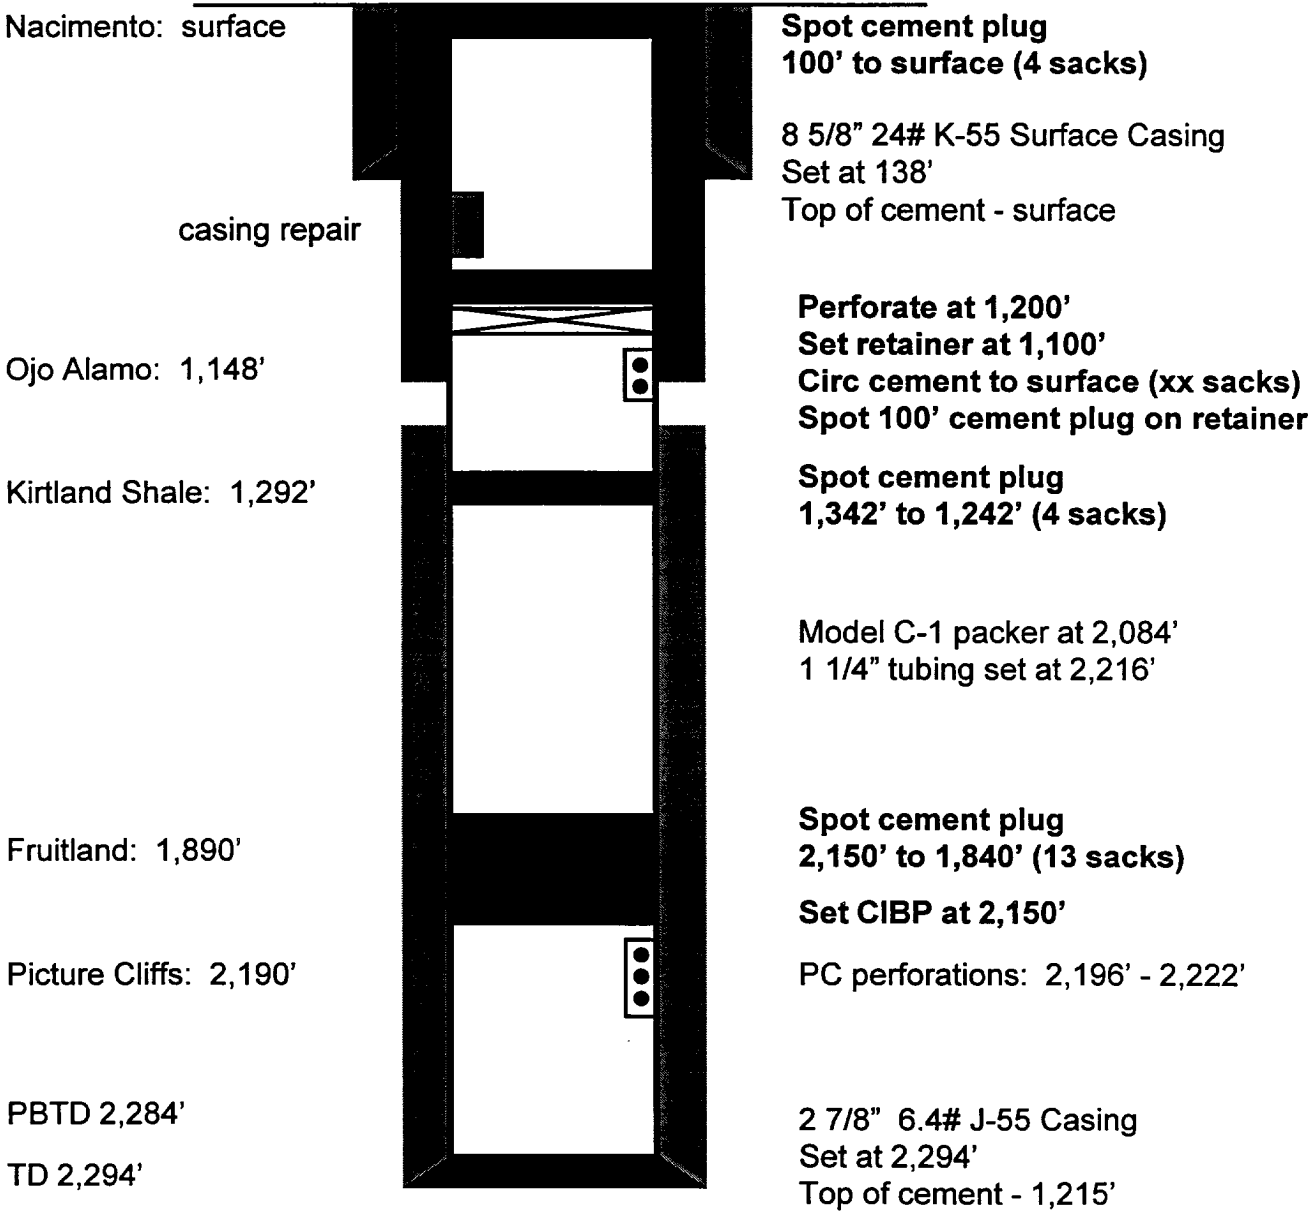 Nacimento: surface
Spot cement plug
100’ to surface (4 sacks)
8 5/8” 24# K-55 Surface Casing
Set at 138’
Top of cement - surface
casing repair
Perforate at 1,200’
Set retainer at 1,100’
Circ cement to surface (xx sacks)
Spot 100’ cement plug on retainer
Ojo Alamo: 1,148’
Spot cement plug
1,342’ to 1,242’ (4 sacks)
Kirtland Shale: 1,292’
Model C-1 packer at 2,084’
1 1/4” tubing set at 2,216’
Spot cement plug
2,150’ to 1,840’ (13 sacks)
Fruitland: 1,890’
Set CIBP at 2,150’
Picture Cliffs: 2,190’
PC perforations: 2,196’ - 2,222’
PBTD 2,284’
TD 2,294’
2 7/8” 6.4# J-55 Casing
Set at 2,294’
Top of cement - 1,215’